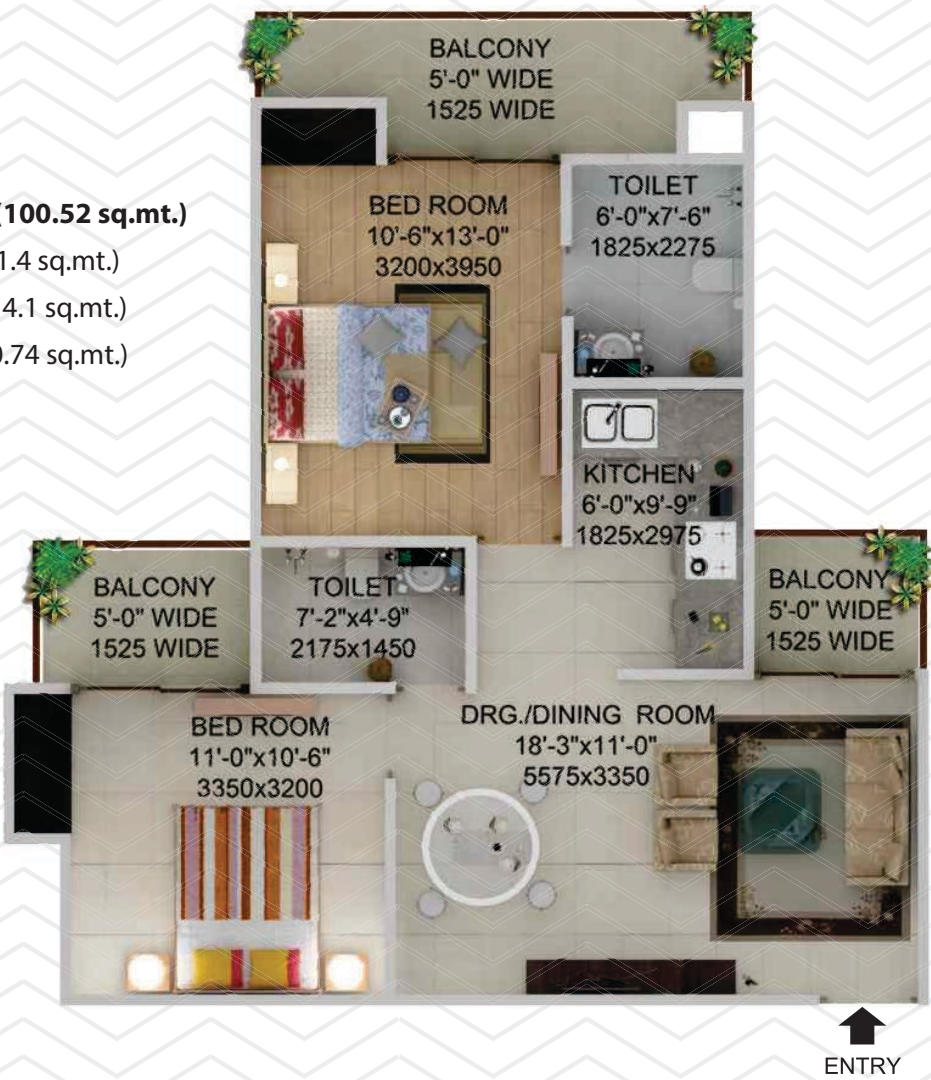 BALCONY
5'-0" WIDE
1525 WIDE
(100.52 sq.mt.)
1.4 sq.mt.)
4.1 sq.mt.)
0.74 sq.mt.)
BED ROOM
10'-6"x13'-0"
3200x3950
TOILET
6'-0"x7'-6"
1825x2275
KITCHEN
6'-0"x9'-9"
1825x2975
BALCONY
5'-0" WIDE
1525 WIDE
TOILET
7'-2"x4'-9"
2175x1450
BALCONY
5'-0" WIDE
1525 WIDE
BED ROOM
11'-0"x10'-6"
3350x3200
DRG./DINING ROOM
18'-3"x11'-0"
5575x3350
ENTRY